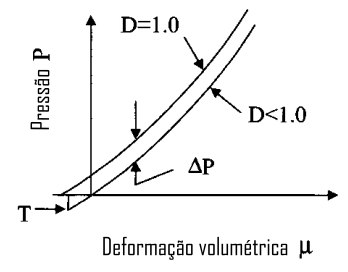 D=1.0
Pressão P
D<1.0
ΔP
T
Deformação volumétrica μ